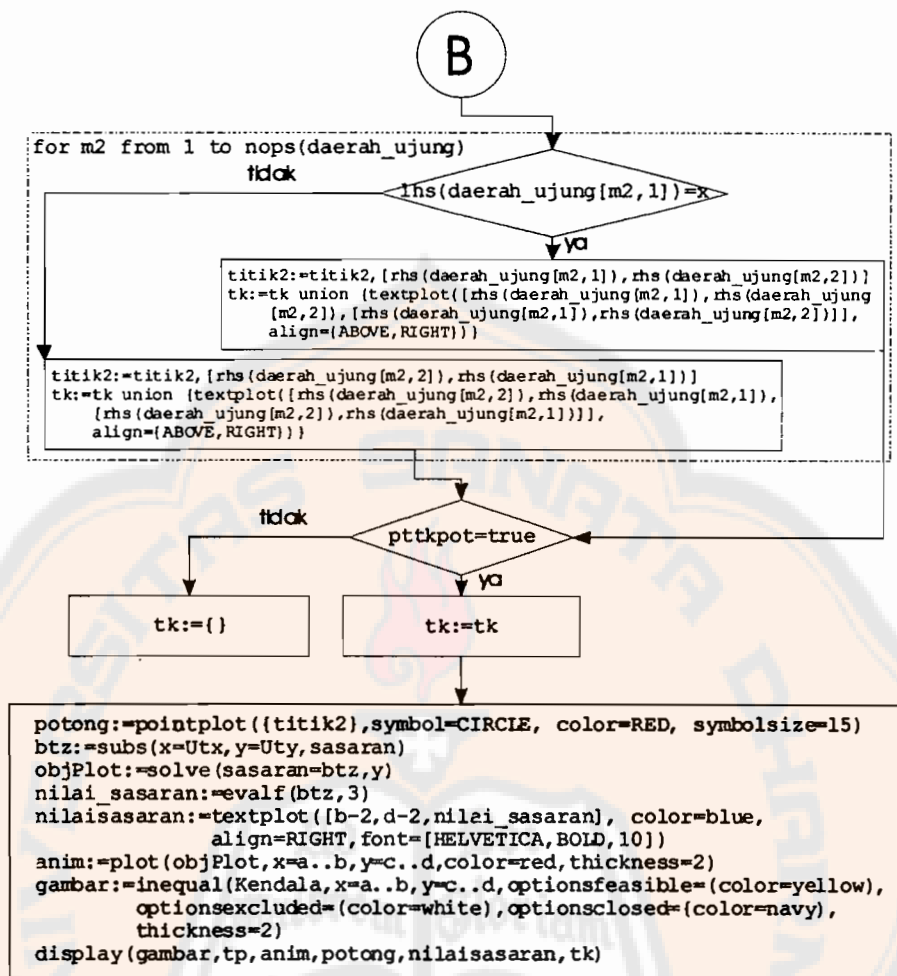 B
for m2 from 1 to nops(daerah_ujung)
tidak
lhs(daerah_ujung[m2,1])=x
ya
titik2:=titik2,[rhs(daerah_ujung[m2,1]),rhs(daerah_ujung[m2,2])]
tk:=tk union {textplot([rhs(daerah_ujung[m2,1]),rhs(daerah_ujung
[m2,2]),[rhs(daerah_ujung[m2,1]),rhs(daerah_ujung[m2,2])]],
align={ABOVE,RIGHT})}
titik2:=titik2,[rhs(daerah_ujung[m2,2]),rhs(daerah_ujung[m2,1])]
tk:=tk union {textplot([rhs(daerah_ujung[m2,2]),rhs(daerah_ujung[m2,1]),
[rhs(daerah_ujung[m2,2]),rhs(daerah_ujung[m2,1])]],
align={ABOVE,RIGHT})}
tidak
pttkpot=true
ya
tk:={}
tk:=tk
potong:=pointplot({titik2},symbol=CIRCLE, color=RED, symbolsize=15)
btz:=subs(x=Utx,y=Uty,sasaran)
objPlot:=solve(sasaran=btz,y)
nilai_sasaran:=evalf(btz,3)
nilaisasaran:=textplot([b-2,d-2,nilai_sasaran], color=blue,
align=RIGHT,font=[HELVETICA,BOLD,10])
anim:=plot(objPlot,x=a..b,y=c..d,color=red,thickness=2)
gambar:=inequal(Kendala,x=a..b,y=c..d,optionsfeasible=(color=yellow),
optionsexcluded=(color=white),optionsclosed={color=navy),
thickness=2)
display(gambar,tp,anim,potong,nilaisasaran,tk)